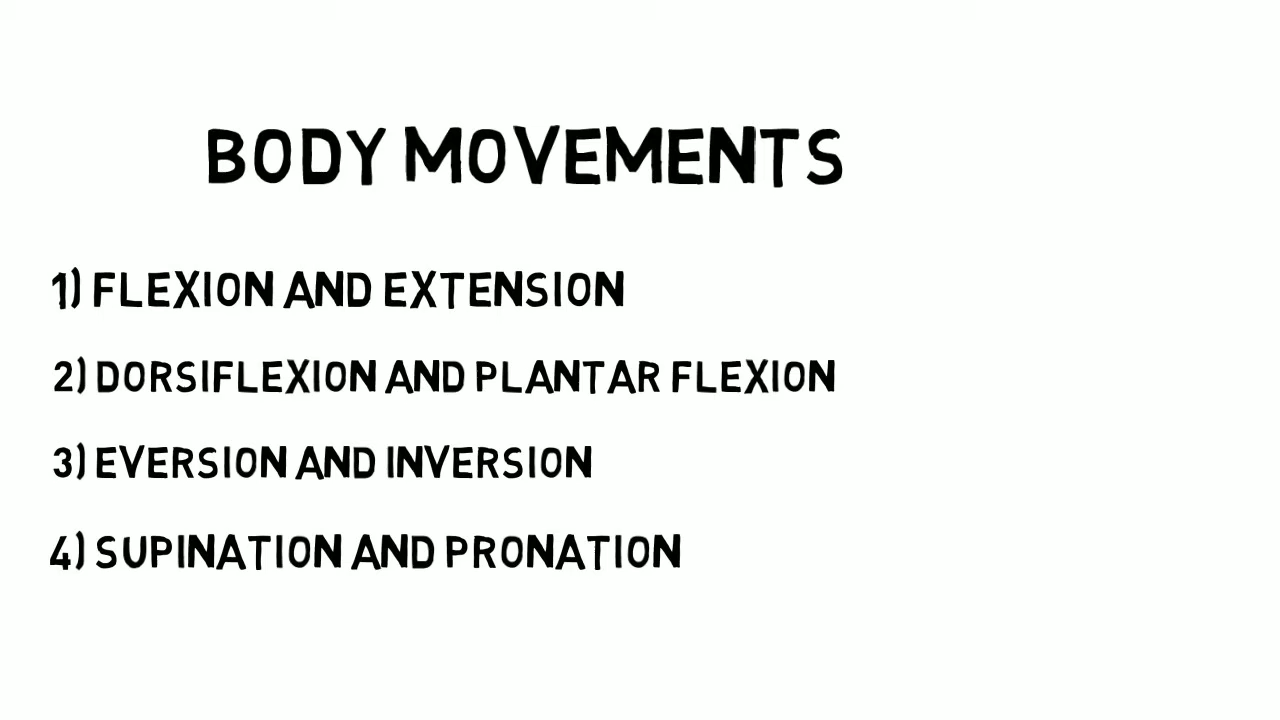 BODY MOVEMENTS
1) FLEXION AND EXTENSION
2) DORSIFLEXION AND PLANTAR FLEXION
3) EVERSION AND INVERSION
4) SUPINATION AND PRONATION